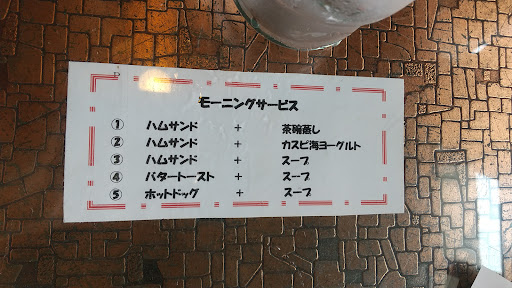 モーニングサービス
① ハムサンド + 茶碗蒸し
② ハムサンド + カスピ海ヨーグルト
③ ハムサンド + スープ
④ バタートースト + スープ
⑤ ホットドッグ + スープ